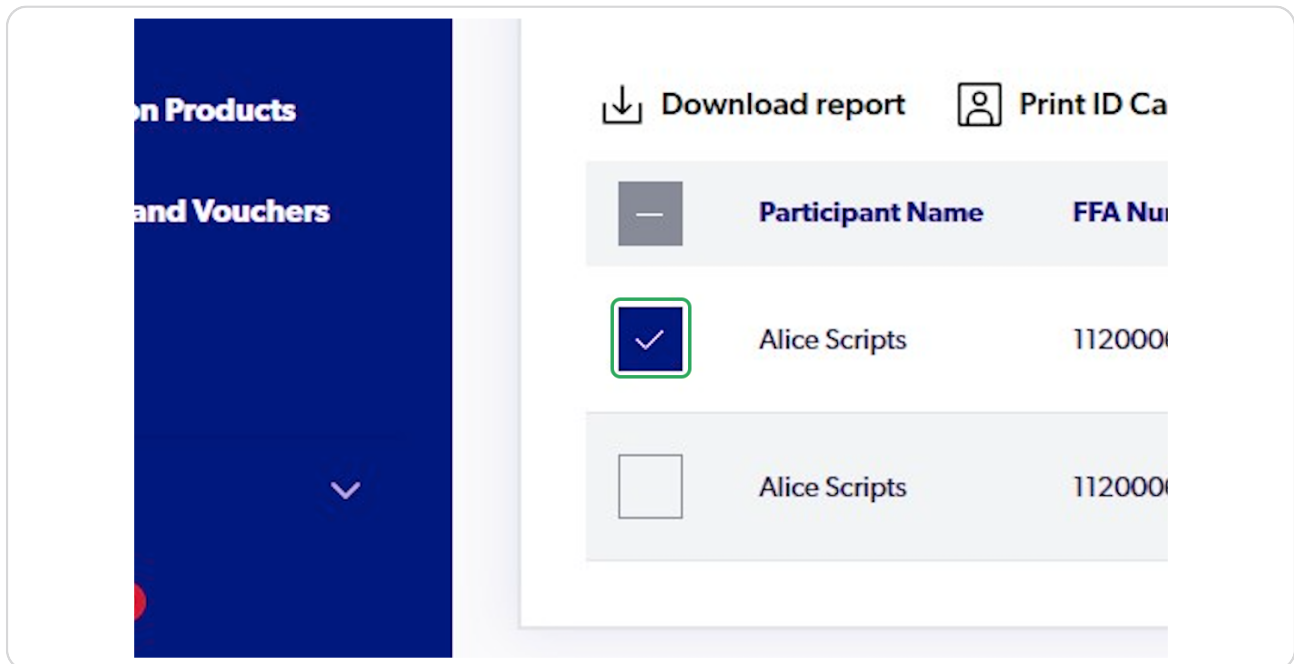 on Products
and Vouchers
Download report Print ID Ca
Participant Name FFA Nu
Alice Scripts 112000
Alice Scripts 112000